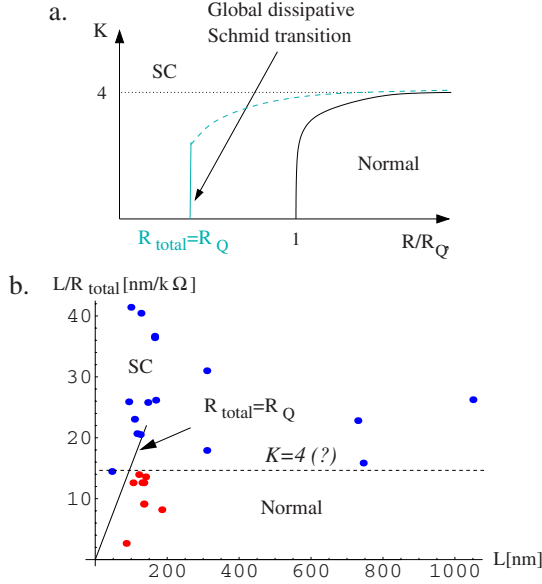 a.
Global dissipative
Schmid transition
K
SC
4
Normal
R total=R Q
1
R/RQ,
b.
L/R total [nm/k Ω]
40
SC
30
R total=R Q
20
K=4 (?)
10
Normal
200 400 600 800 1000 L[nm]